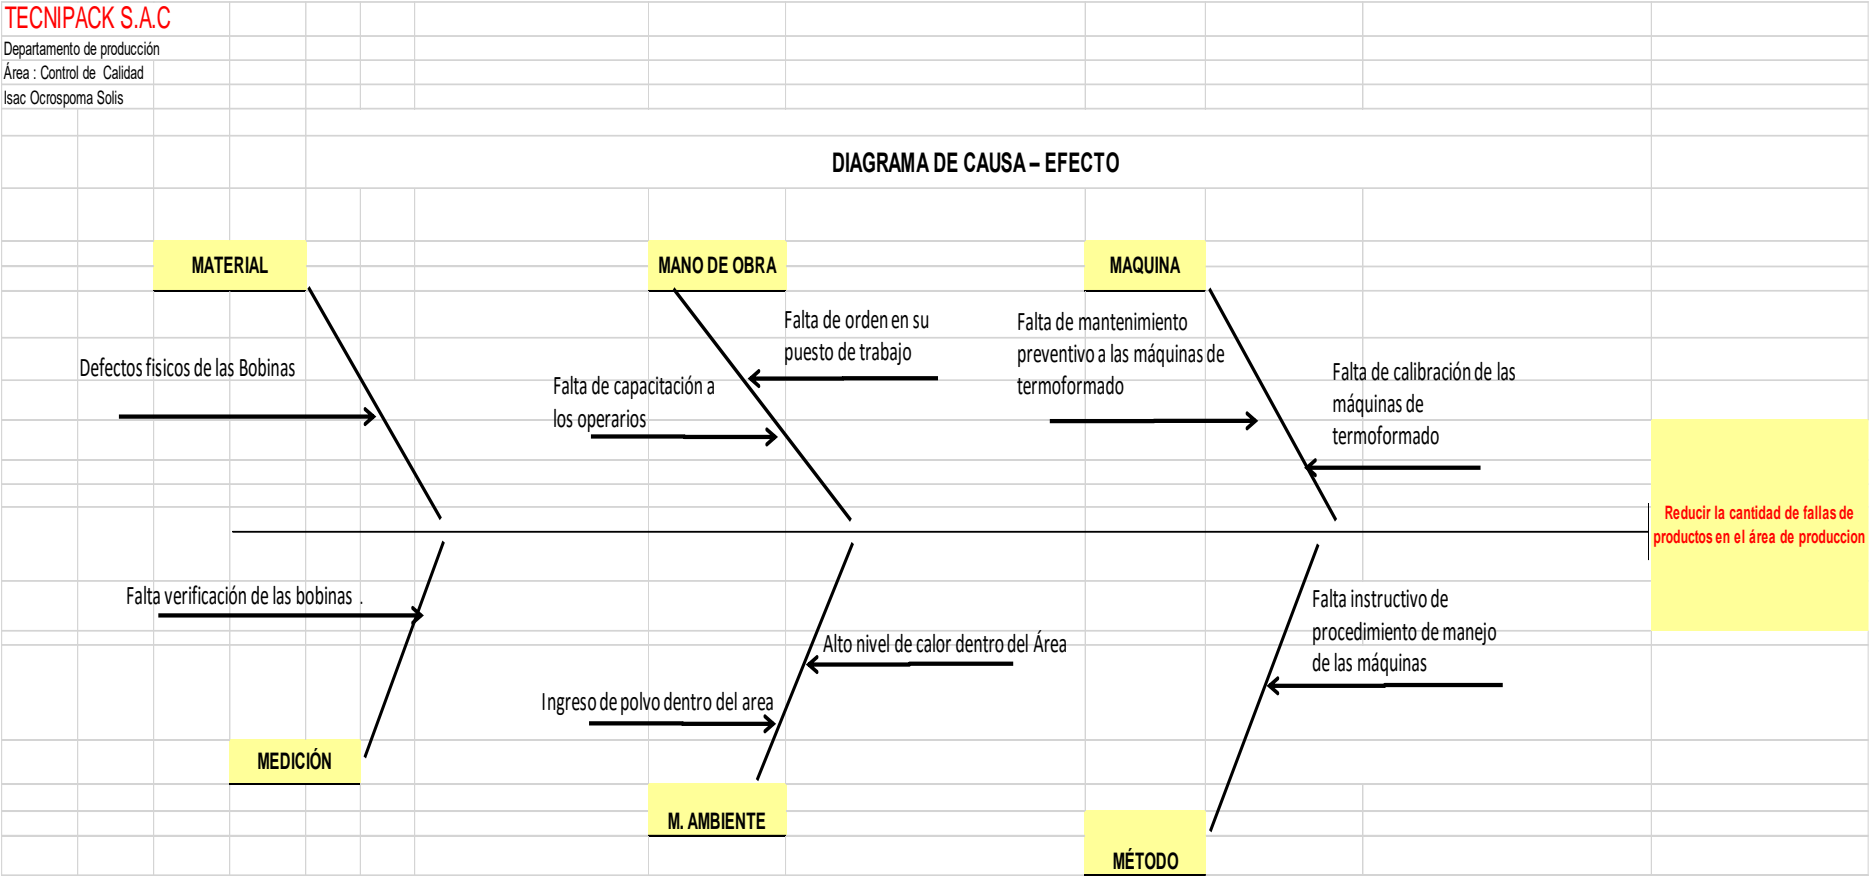 TECNIPACK S.A.C
Departamento de producción
Área : Control de Calidad
Isac Ocrospoma Solis
DIAGRAMA DE CAUSA – EFECTO
MATERIAL
MANO DE OBRA
MAQUINA
Defectos fisicos de las Bobinas
Falta de capacitación a
los operarios
Falta de orden en su
puesto de trabajo
Falta de mantenimiento
preventivo a las máquinas de
termoformado
Falta de calibración de las
máquinas de
termoformado
Reducir la cantidad de fallas de
productos en el área de produccion
Falta verificación de las bobinas .
Ingreso de polvo dentro del area
Alto nivel de calor dentro del Área
Falta instructivo de
procedimiento de manejo
de las máquinas
MEDICIÓN
M. AMBIENTE
MÉTODO